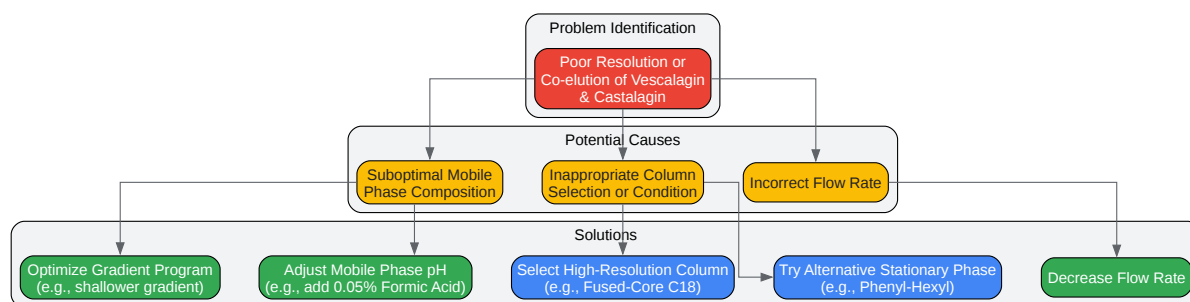 Problem Identification
Poor Resolution or
Co-elution of Vescalagin
& Castalagin
Potential Causes
Suboptimal Mobile
Phase Composition
Inappropriate Column
Selection or Condition
Incorrect Flow Rate
Solutions
Optimize Gradient Program
(e.g., shallower gradient)
Adjust Mobile Phase pH
(e.g., add 0.05% Formic Acid)
Select High-Resolution Column
(e.g., Fused-Core C18)
Try Alternative Stationary Phase
(e.g., Phenyl-Hexyl)
Decrease Flow Rate